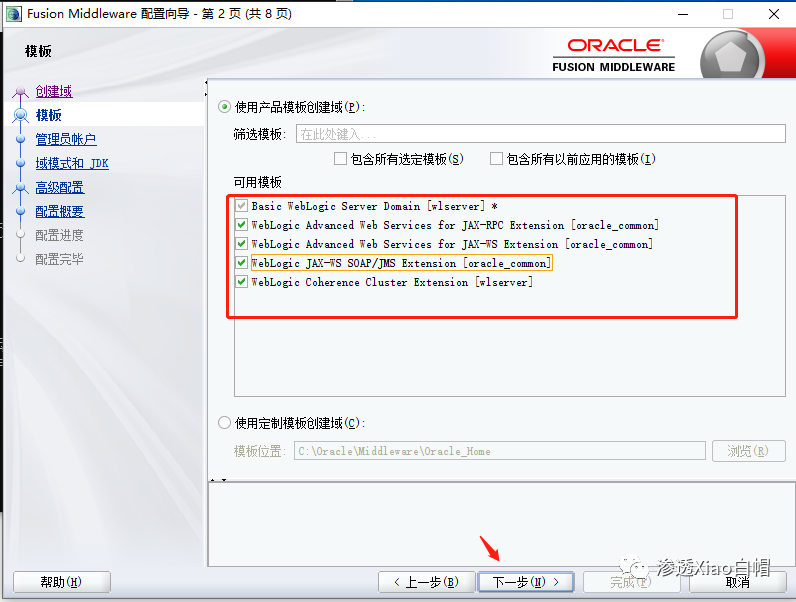 Fusion Middleware 配置向导 - 第 2 页 (共 8 页)
模板
ORACLE
FUSION MIDDLEWARE
创建域
模板
管理员帐户
域模式和 JDK
高级配置
配置概要
配置进度
配置完毕
使用产品模板创建域(P):
筛选模板: 在此处键入...
包含所有选定模板(S) 包含所有以前应用的模板(I)
可用模板
Basic WebLogic Server Domain [wlserver] *
WebLogic Advanced Web Services for JAX-RPC Extension [oracle_common]
WebLogic Advanced Web Services for JAX-WS Extension [oracle_common]
WebLogic JAX-WS SOAP/JMS Extension [oracle_common]
WebLogic Coherence Cluster Extension [wlserver]
使用定制模板创建域(C):
模板位置: C:\Oracle\Middleware\Oracle_Home 浏览(R)
渗透Xiao白帽
帮助(H) < 上一步(B) 下一步(N) > 完成(F) 取消